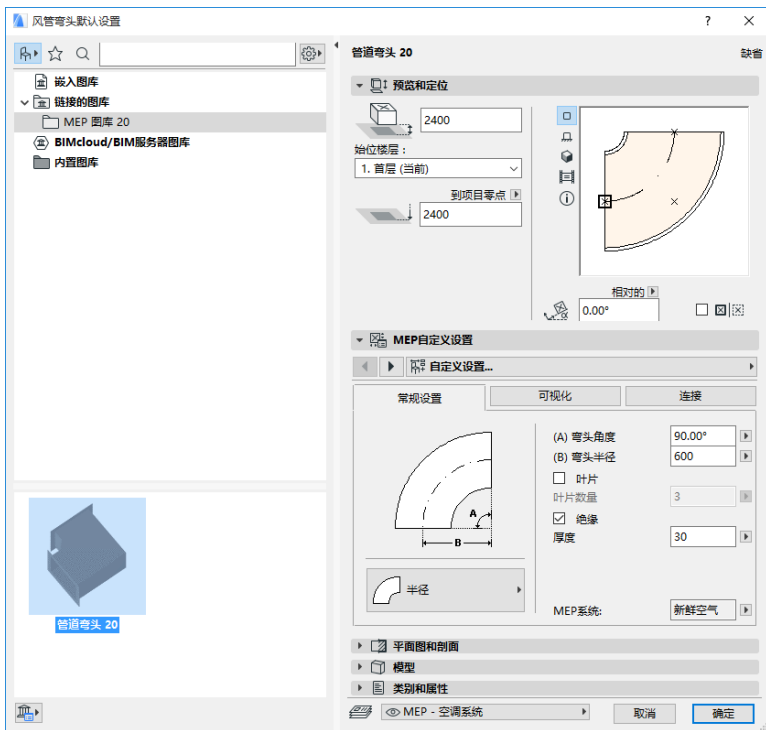 风管弯头默认设置
嵌入图库
链接的图库
MEP 图库 20
BIMcloud/BIM服务器图库
内置图库
管道弯头 20
管道弯头 20
缺省
预览和定位
2400
始位楼层：
1. 首层 (当前)
到项目零点
2400
相对的
0.00°
MEP自定义设置
自定义设置...
常规设置
可视化
连接
A
B
半径
(A) 弯头角度
90.00°
(B) 弯头半径
600
叶片
叶片数量
3
绝缘
厚度
30
MEP系统:
新鲜空气
平面图和剖面
模型
类别和属性
MEP - 空调系统
取消
确定